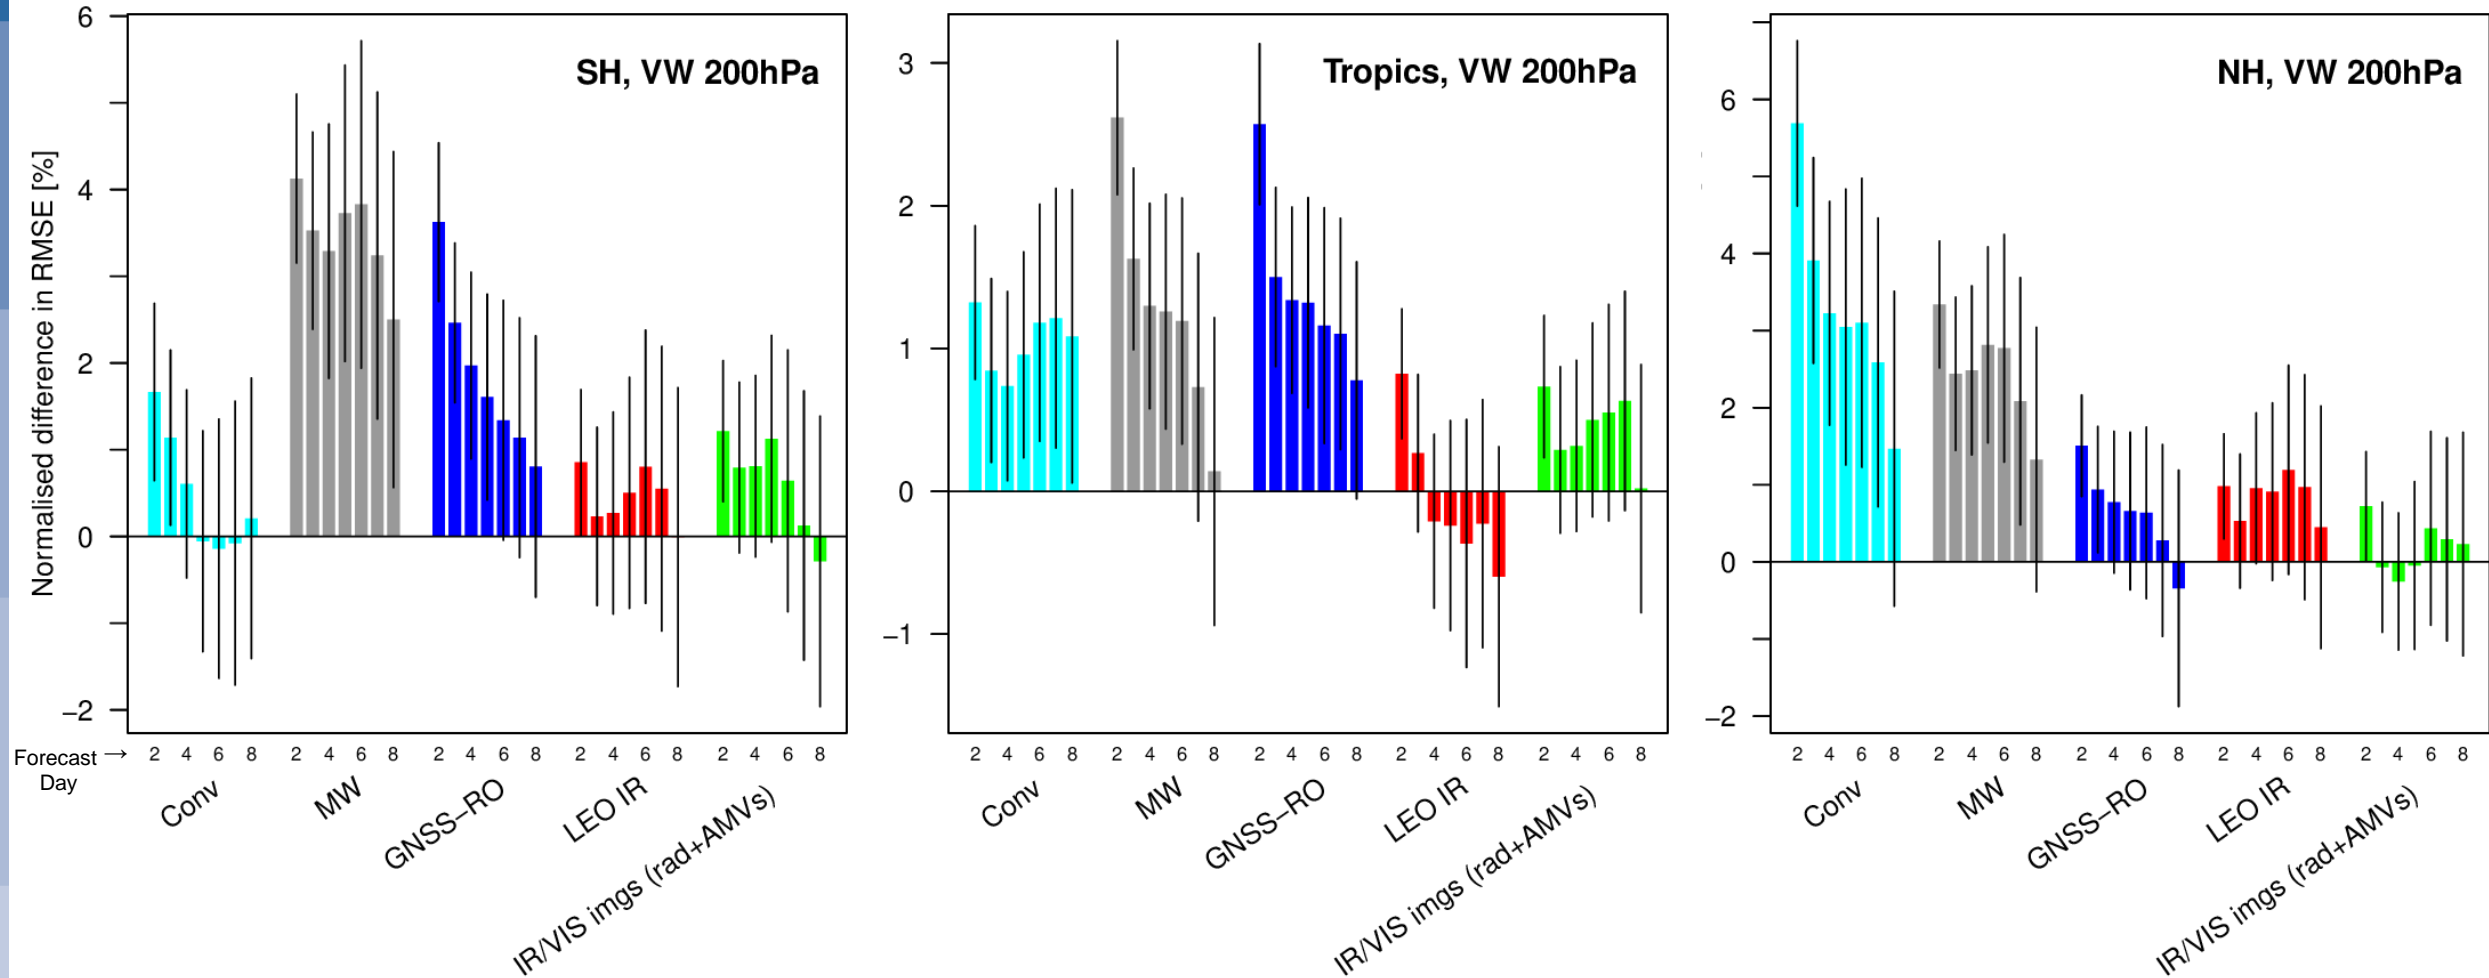 Normalised difference in RMSE [%]
6
4
2
0
−2
SH, VW 200hPa
Forecast →
Day
2 4 6 8 2 4 6 8 2 4 6 8 2 4 6 8 2 4 6 8
Conv
MW
GNSS−RO
LEO IR
IR/VIS imgs (rad+AMVs)
3
2
1
0
−1
Tropics, VW 200hPa
2 4 6 8 2 4 6 8 2 4 6 8 2 4 6 8 2 4 6 8
Conv
MW
GNSS−RO
LEO IR
IR/VIS imgs (rad+AMVs)
6
4
2
0
−2
NH, VW 200hPa
2 4 6 8 2 4 6 8 2 4 6 8 2 4 6 8 2 4 6 8
Conv
MW
GNSS−RO
LEO IR
IR/VIS imgs (rad+AMVs)